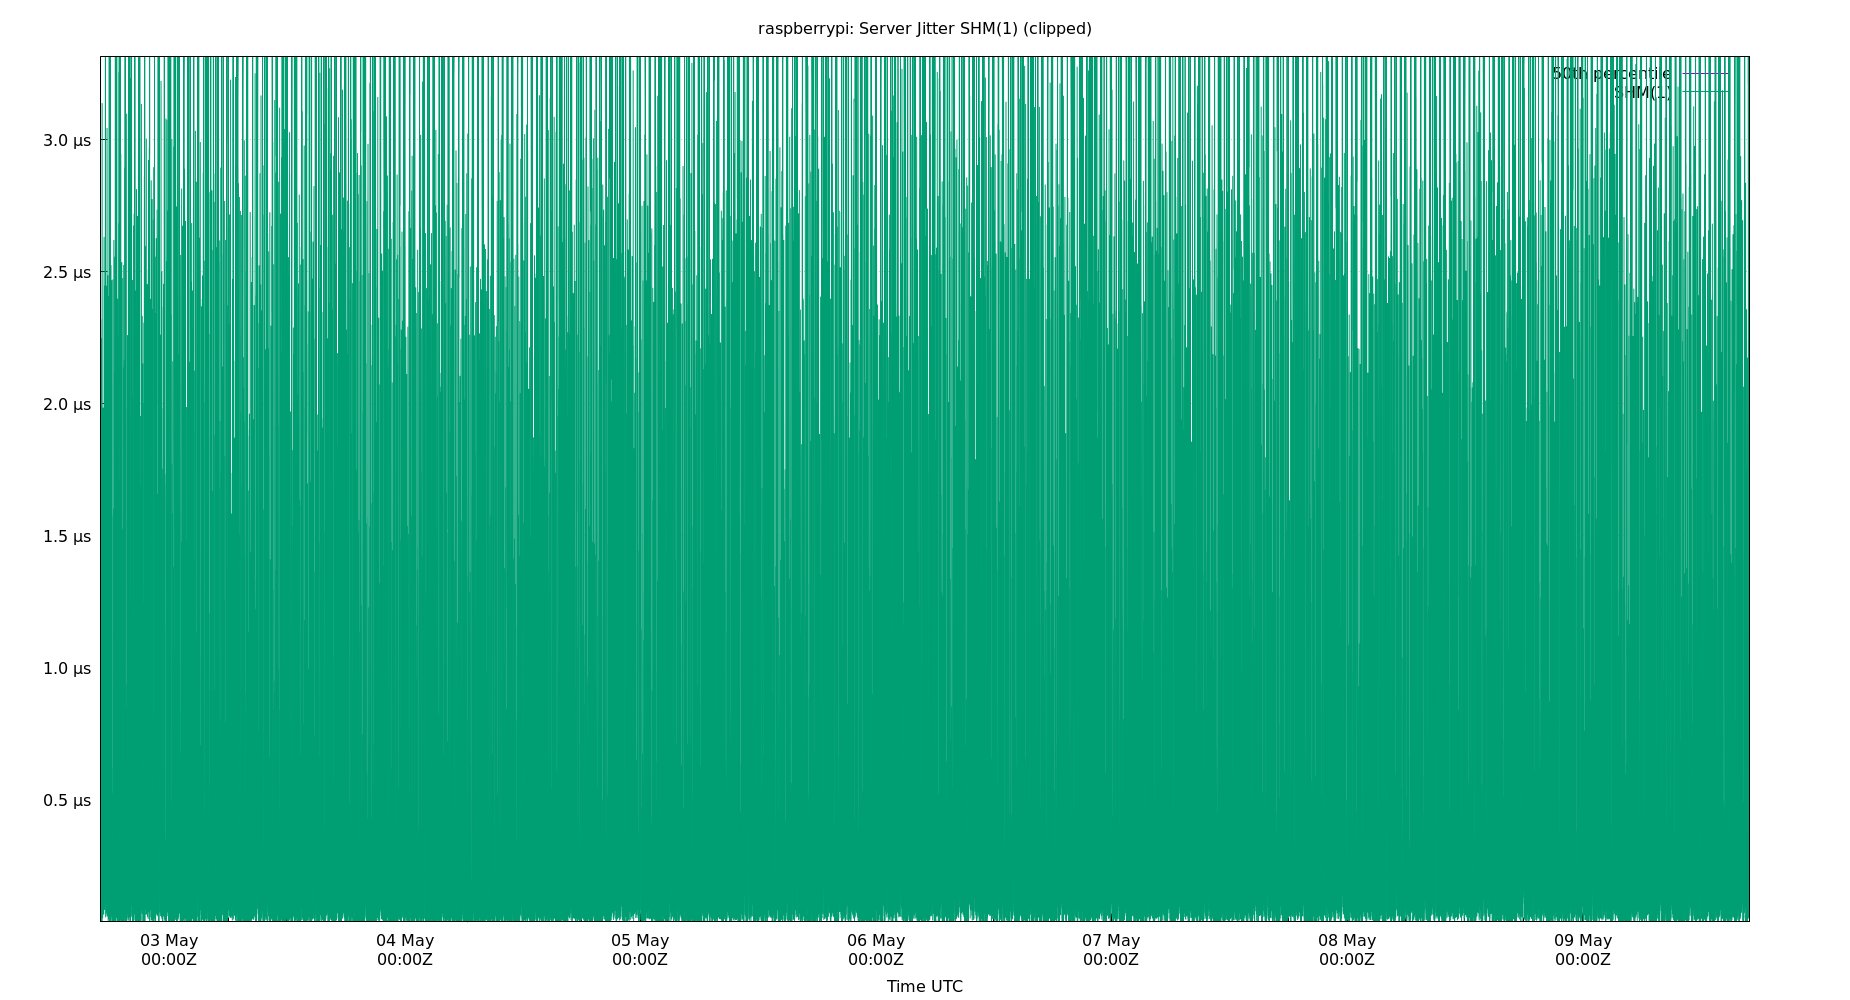 raspberrypi: Server Jitter SHM(1) (clipped)
50th percentile
SHM(1)
3.0 µs
2.5 µs
2.0 µs
1.5 µs
1.0 µs
0.5 µs
03 May 04 May 05 May 06 May 07 May 08 May 09 May
00:00Z 00:00Z 00:00Z 00:00Z 00:00Z 00:00Z 00:00Z
Time UTC